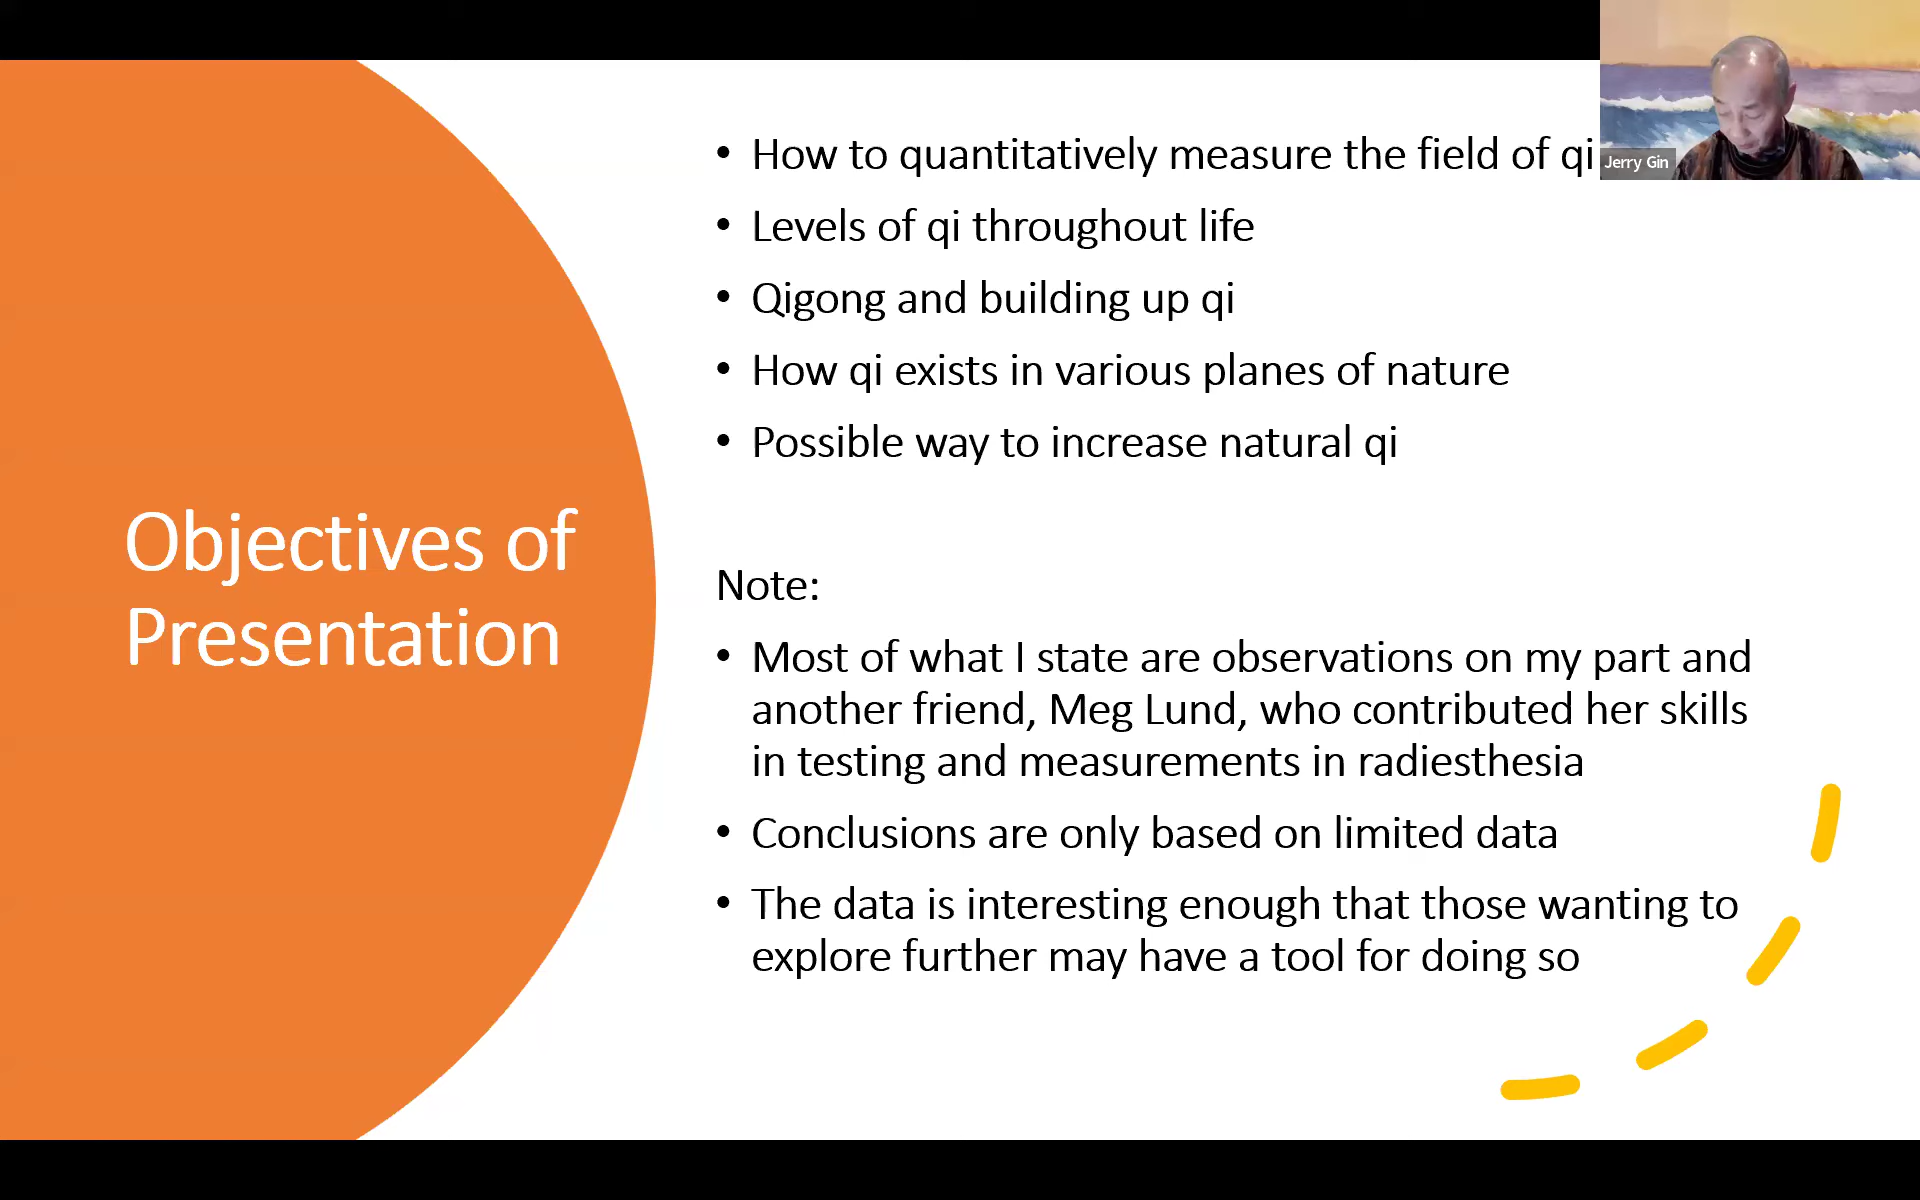 Objectives of
Presentation
• How to quantitatively measure the field of qi
• Levels of qi throughout life
• Qigong and building up qi
• How qi exists in various planes of nature
• Possible way to increase natural qi
Note:
• Most of what I state are observations on my part and
another friend, Meg Lund, who contributed her skills
in testing and measurements in radiesthesia
• Conclusions are only based on limited data
• The data is interesting enough that those wanting to
explore further may have a tool for doing so
Jerry Gin